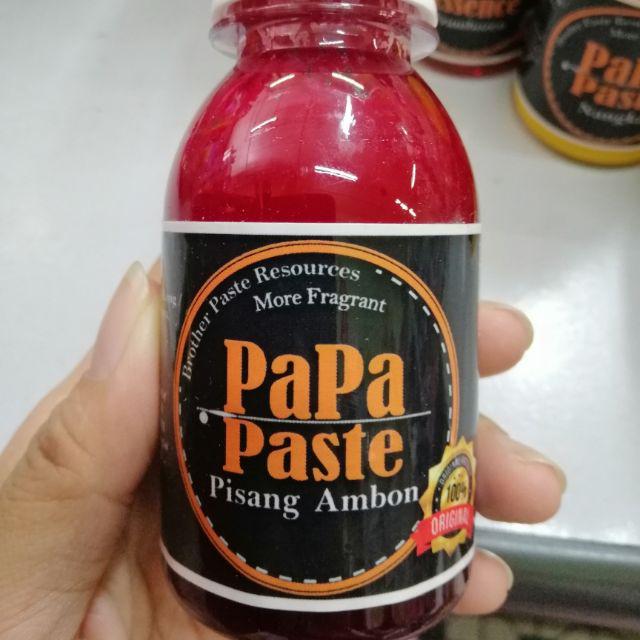 Brother Paste Resources
More Fragrant
PaPa
Paste
Pisang Ambon
100%
ORIGINAL